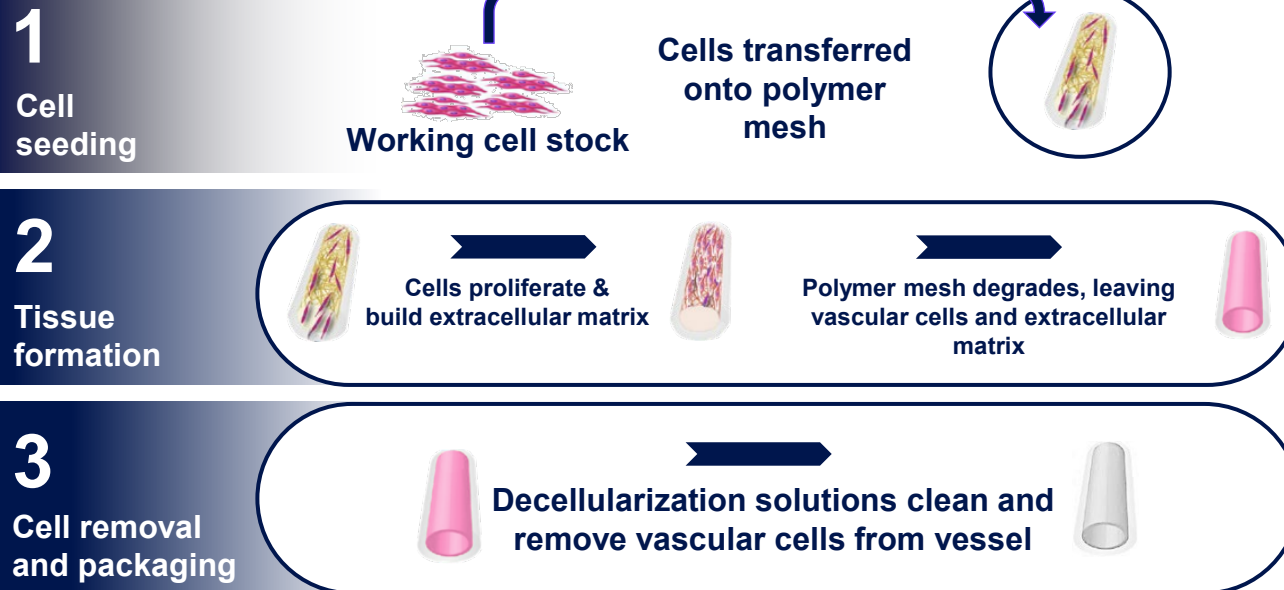 1
Cell
seeding
Working cell stock
Cells transferred
onto polymer
mesh
2
Tissue
formation
Cells proliferate &
build extracellular matrix
Polymer mesh degrades, leaving
vascular cells and extracellular
matrix
3
Cell removal
and packaging
Decellularization solutions clean and
remove vascular cells from vessel